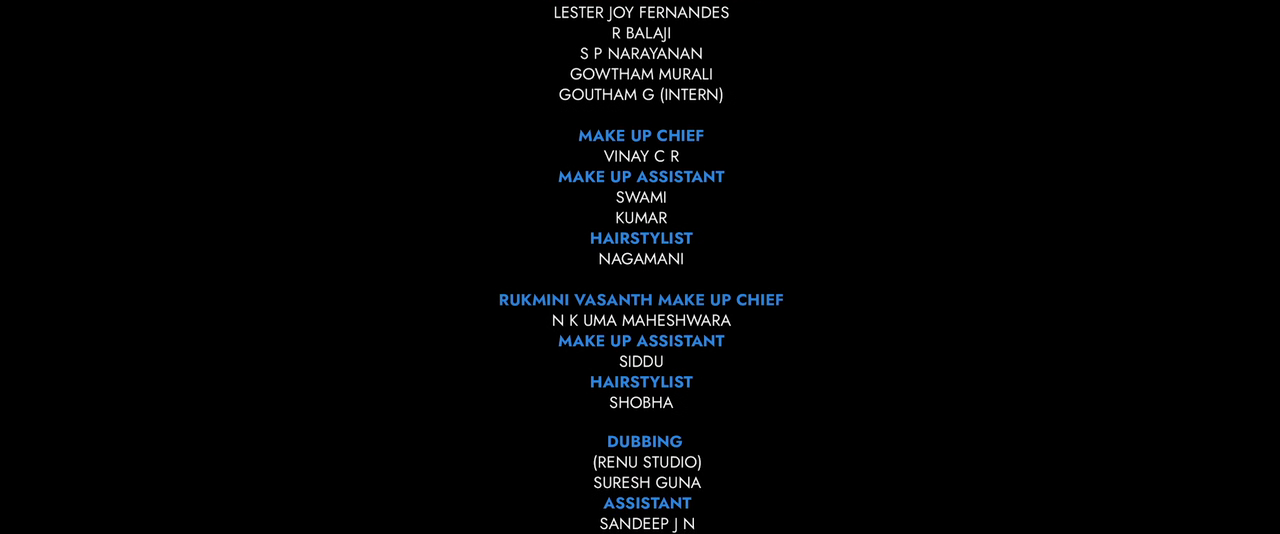 LESTER JOY FERNANDES
R BALAJI
S P NARAYANAN
GOWTHAM MURALI
GOUTHAM G (INTERN)
MAKE UP CHIEF
VINAY C R
MAKE UP ASSISTANT
SWAMI
KUMAR
HAIRSTYLIST
NAGAMANI
RUKMINI VASANTH MAKE UP CHIEF
N K UMA MAHESHWARA
MAKE UP ASSISTANT
SIDDU
HAIRSTYLIST
SHOBHA
DUBBING
(RENU STUDIO)
SURESH GUNA
ASSISTANT
SANDEEP J N